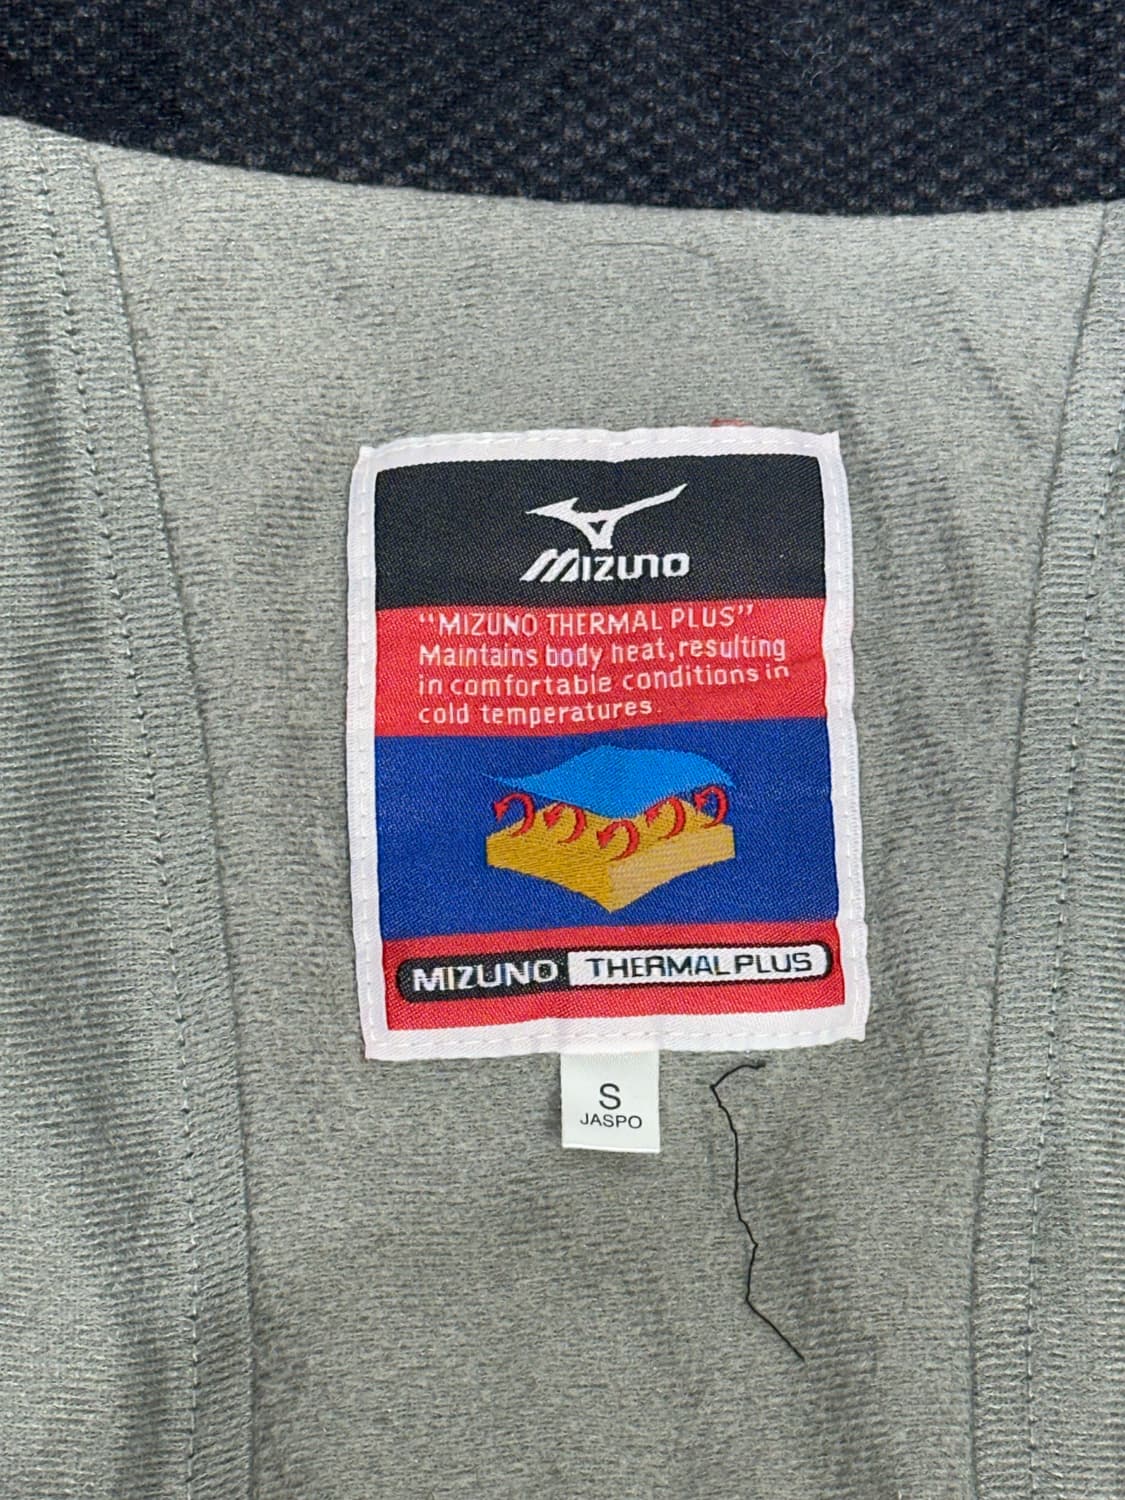 MIZUNO
“MIZUNO THERMAL PLUS”
Maintains body heat, resulting
in comfortable conditions in
cold temperatures.
MIZUNO THERMAL PLUS
S
JASPO